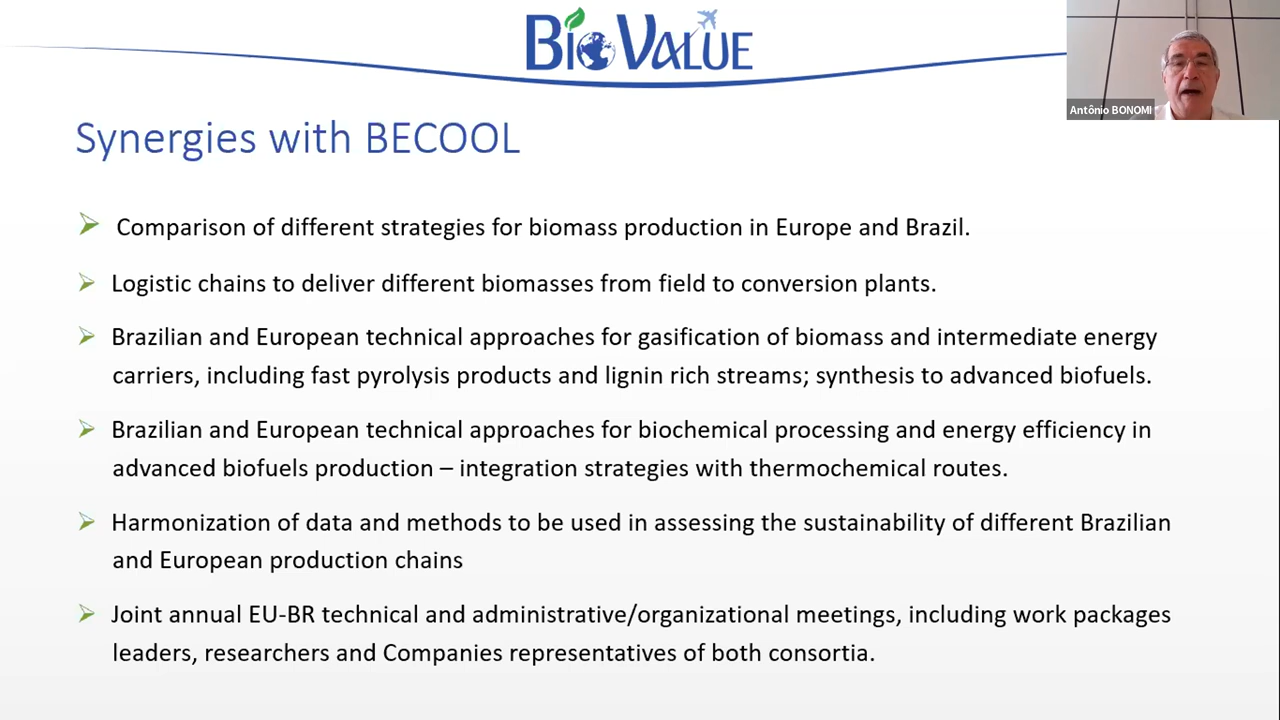 BioVALUE
Antônio BONOMI
Synergies with BECOOL
Comparison of different strategies for biomass production in Europe and Brazil.
Logistic chains to deliver different biomasses from field to conversion plants.
Brazilian and European technical approaches for gasification of biomass and intermediate energy
carriers, including fast pyrolysis products and lignin rich streams; synthesis to advanced biofuels.
Brazilian and European technical approaches for biochemical processing and energy efficiency in
advanced biofuels production – integration strategies with thermochemical routes.
Harmonization of data and methods to be used in assessing the sustainability of different Brazilian
and European production chains
Joint annual EU-BR technical and administrative/organizational meetings, including work packages
leaders, researchers and Companies representatives of both consortia.